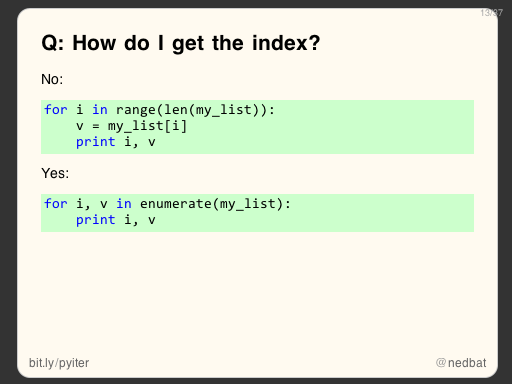 13/37
Q: How do I get the index?
No:
for i in range(len(my_list)):
    v = my_list[i]
    print i, v
Yes:
for i, v in enumerate(my_list):
    print i, v
bit.ly/pyiter
@nedbat